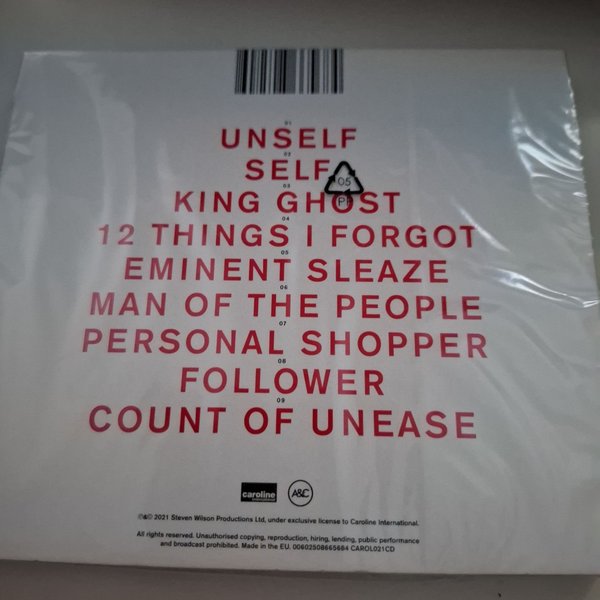 01
UNSELF
02
SELF
05
PP
03
KING GHOST
04
12 THINGS I FORGOT
05
EMINENT SLEAZE
06
MAN OF THE PEOPLE
07
PERSONAL SHOPPER
08
FOLLOWER
09
COUNT OF UNEASE
caroline
international
A&C
℗&© 2021 Steven Wilson Productions Ltd, under exclusive license to Caroline International.
All rights reserved. Unauthorised copying, reproduction, hiring, lending, public performance
and broadcast prohibited. Made in the EU. 00602508665684 CAROL021CD